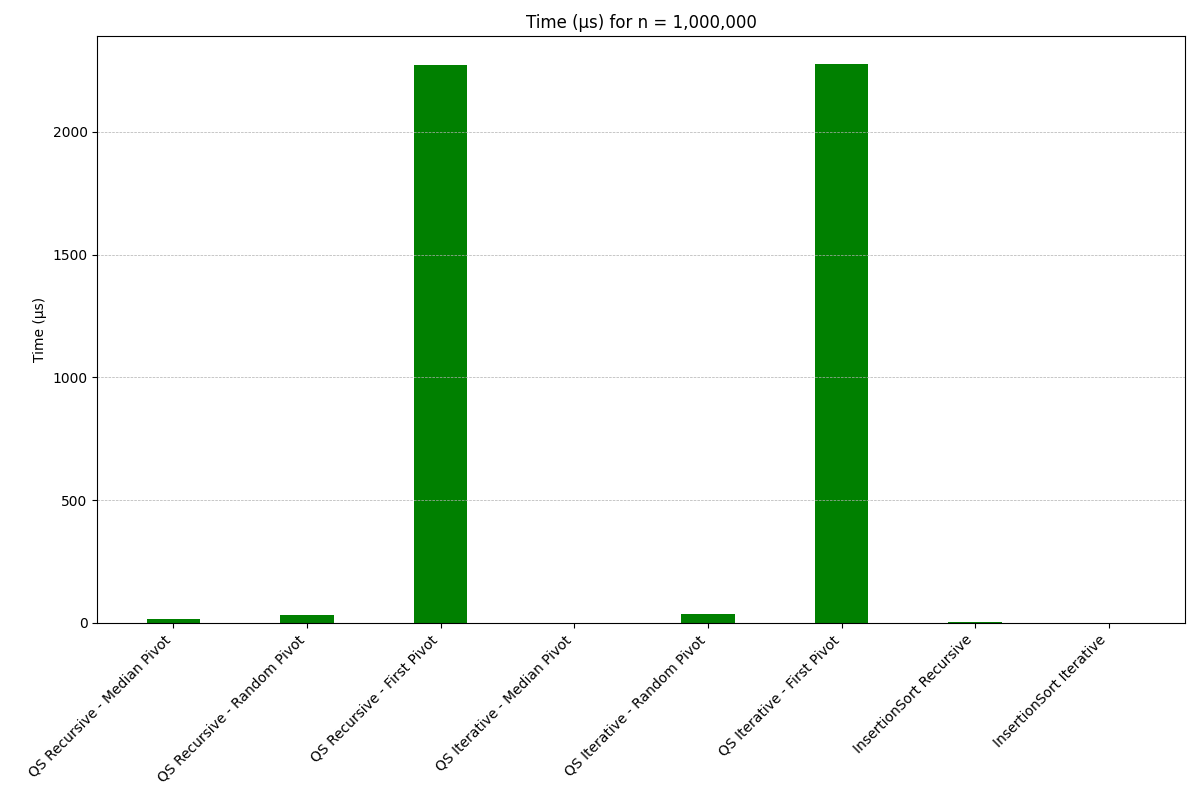 Time (µs) for n = 1,000,000
Time (µs)
2000
1500
1000
500
0
QS Recursive - Median Pivot
QS Recursive - Random Pivot
QS Recursive - First Pivot
QS Iterative - Median Pivot
QS Iterative - Random Pivot
QS Iterative - First Pivot
InsertionSort Recursive
InsertionSort Iterative